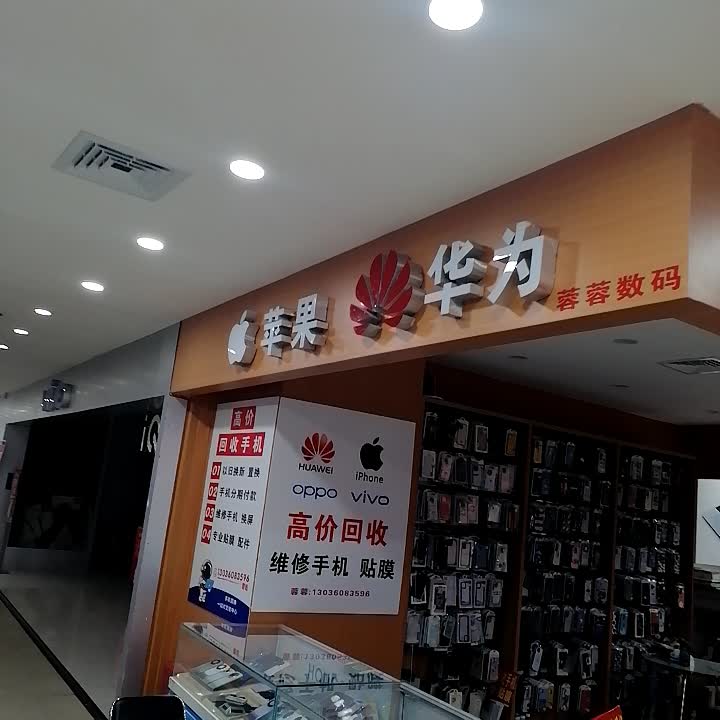 苹果 华为 蓉蓉数码
高价
回收手机
01 以旧换新 置换
02 手机分期付款
03 维修手机 换屏
04 专业贴膜 配件
13036083596
HUAWEI iPhone
oppo vivo
高价回收
维修手机 贴膜
蓉蓉:13036083596